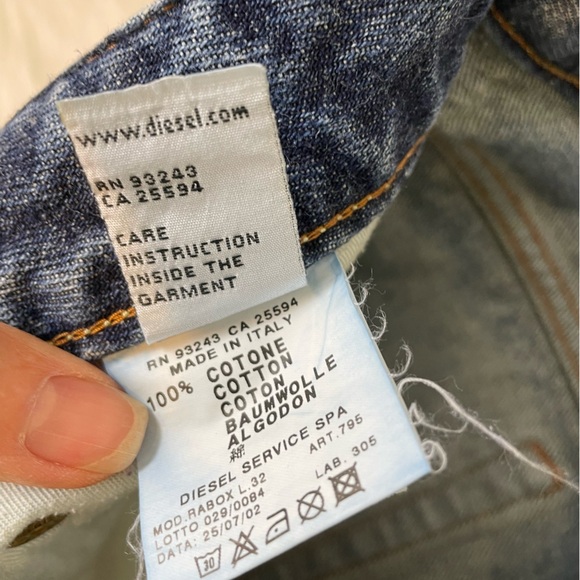 www.diesel.com
RN 93243
CA 25594
CARE
INSTRUCTION
INSIDE THE
GARMENT
RN 93243 CA 25594
MADE IN ITALY
100% COTONE
COTTON
COTON
BAUMWOLLE
ALGODON
綿
DIESEL SERVICE SPA
MOD.RABOX L.32 ART.795
LOTTO 029/0084 LAB. 305
DATA: 25/07/02
30